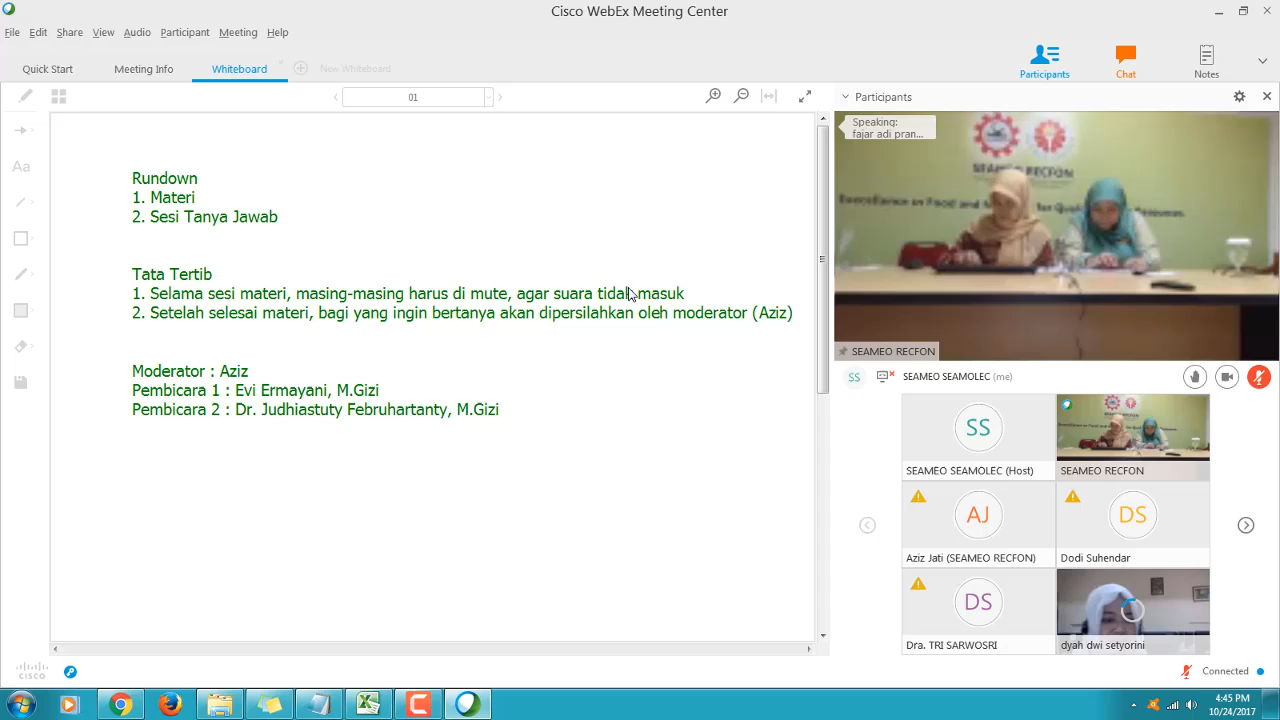 Cisco WebEx Meeting Center
File Edit Share View Audio Participant Meeting Help
Quick Start Meeting Info Whiteboard New Whiteboard
Participants Chat Notes
01
Participants
Speaking:
fajar adi pran...
SEAMEO
Rundown
1. Materi
2. Sesi Tanya Jawab
Tata Tertib
1. Selama sesi materi, masing-masing harus di mute, agar suara tidak masuk
2. Setelah selesai materi, bagi yang ingin bertanya akan dipersilahkan oleh moderator (Aziz)
Moderator : Aziz
Pembicara 1 : Evi Ermayani, M.Gizi
Pembicara 2 : Dr. Judhiastuty Februhartanty, M.Gizi
Aa
SEAMEO RECFON
SS SEAMEO SEAMOLEC (me)
SS
SEAMEO SEAMOLEC (Host)
SEAMEO RECFON
AJ
Aziz Jati (SEAMEO RECFON)
DS
Dodi Suhendar
DS
Dra. TRI SARWOSRI
dyah dwi setyorini
cisco
Connected
4:45 PM
10/24/2017